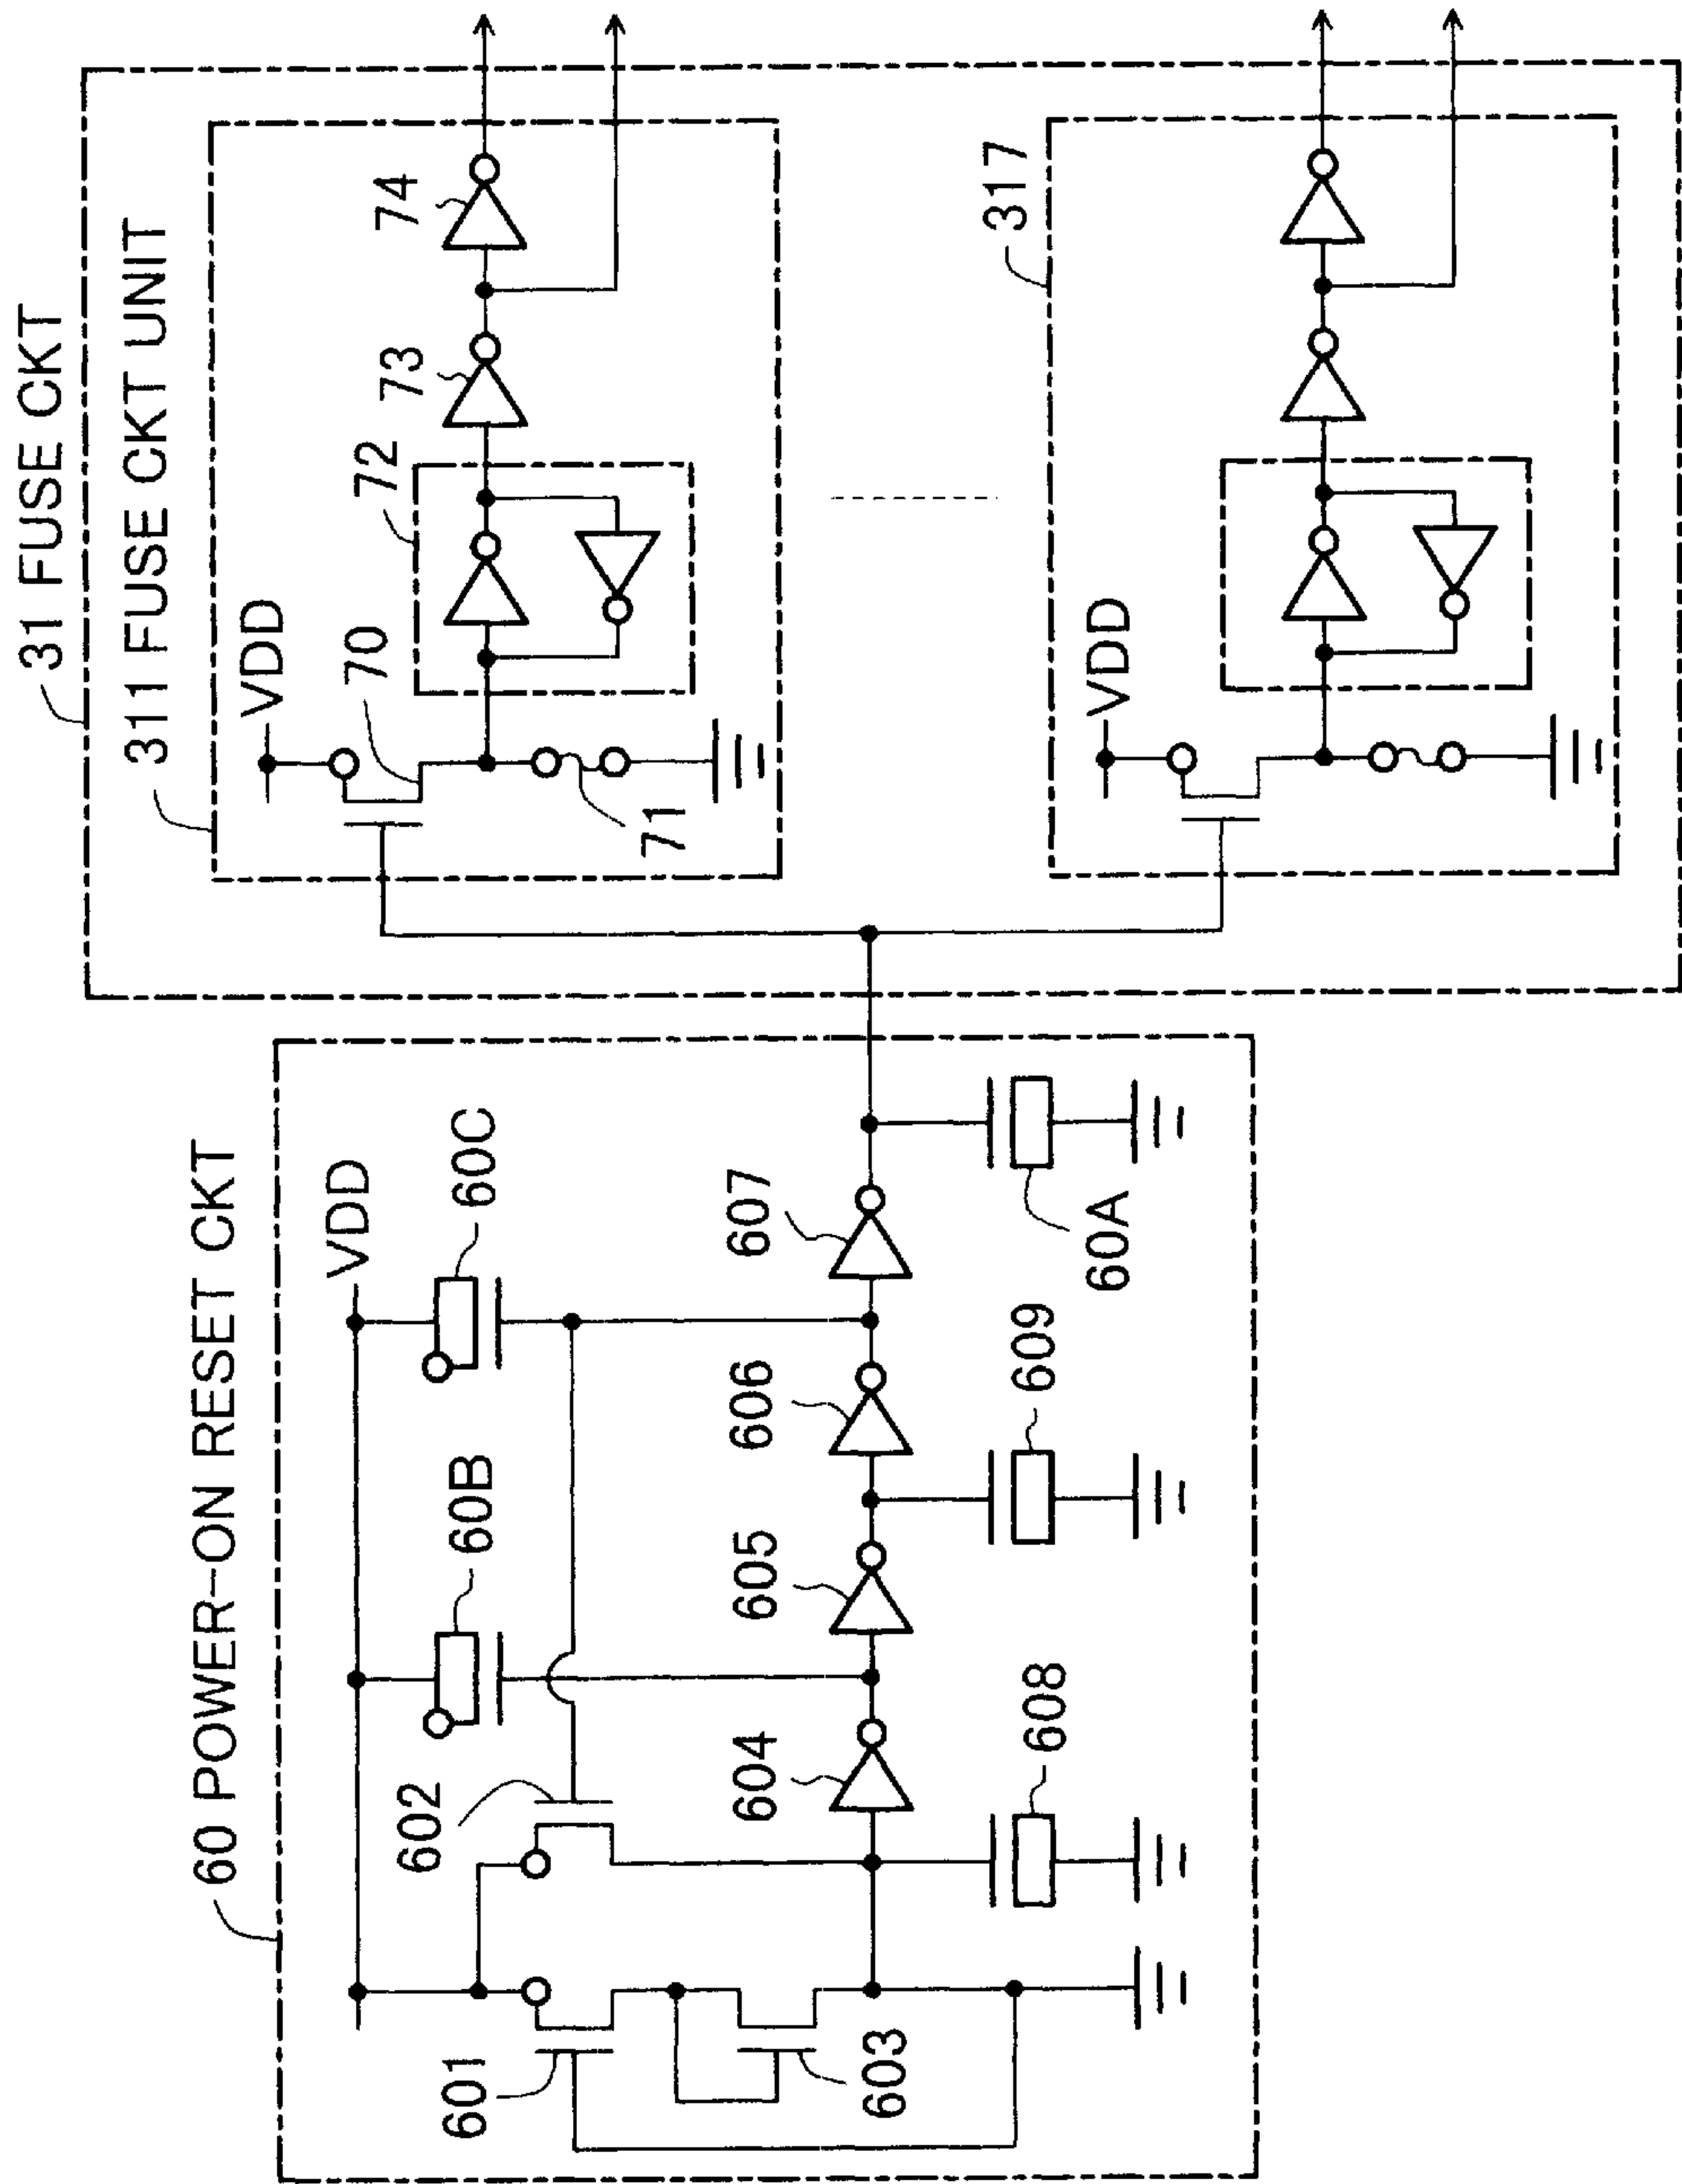 31 FUSE CKT
311 FUSE CKT UNIT
VDD
70
71
72
73
74
VDD
317
60 POWER-ON RESET CKT
VDD
601
602
603
604
605
606
607
608
609
60A
60B
60C